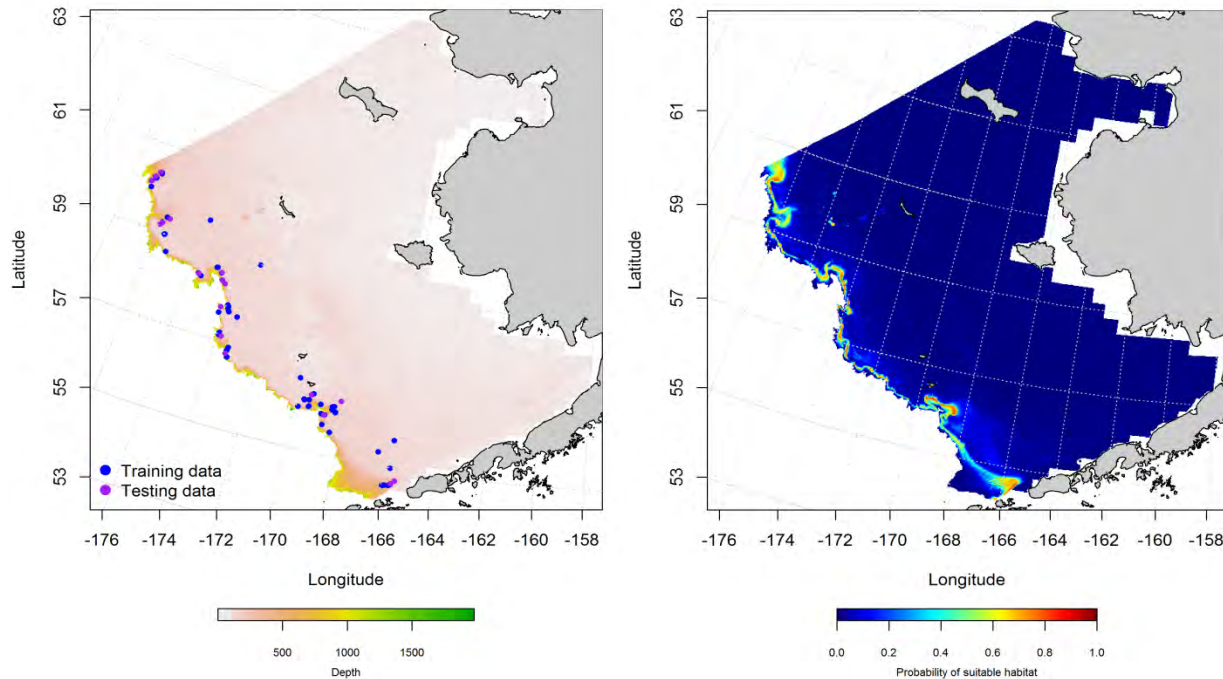 63
61
59
57
55
53
Latitude
Training data
Testing data
-176 -174 -172 -170 -168 -166 -164 -162 -160 -158
Longitude
500 1000 1500
Depth
63
61
59
57
55
53
Latitude
-176 -174 -172 -170 -168 -166 -164 -162 -160 -158
Longitude
0.0 0.2 0.4 0.6 0.8 1.0
Probability of suitable habitat